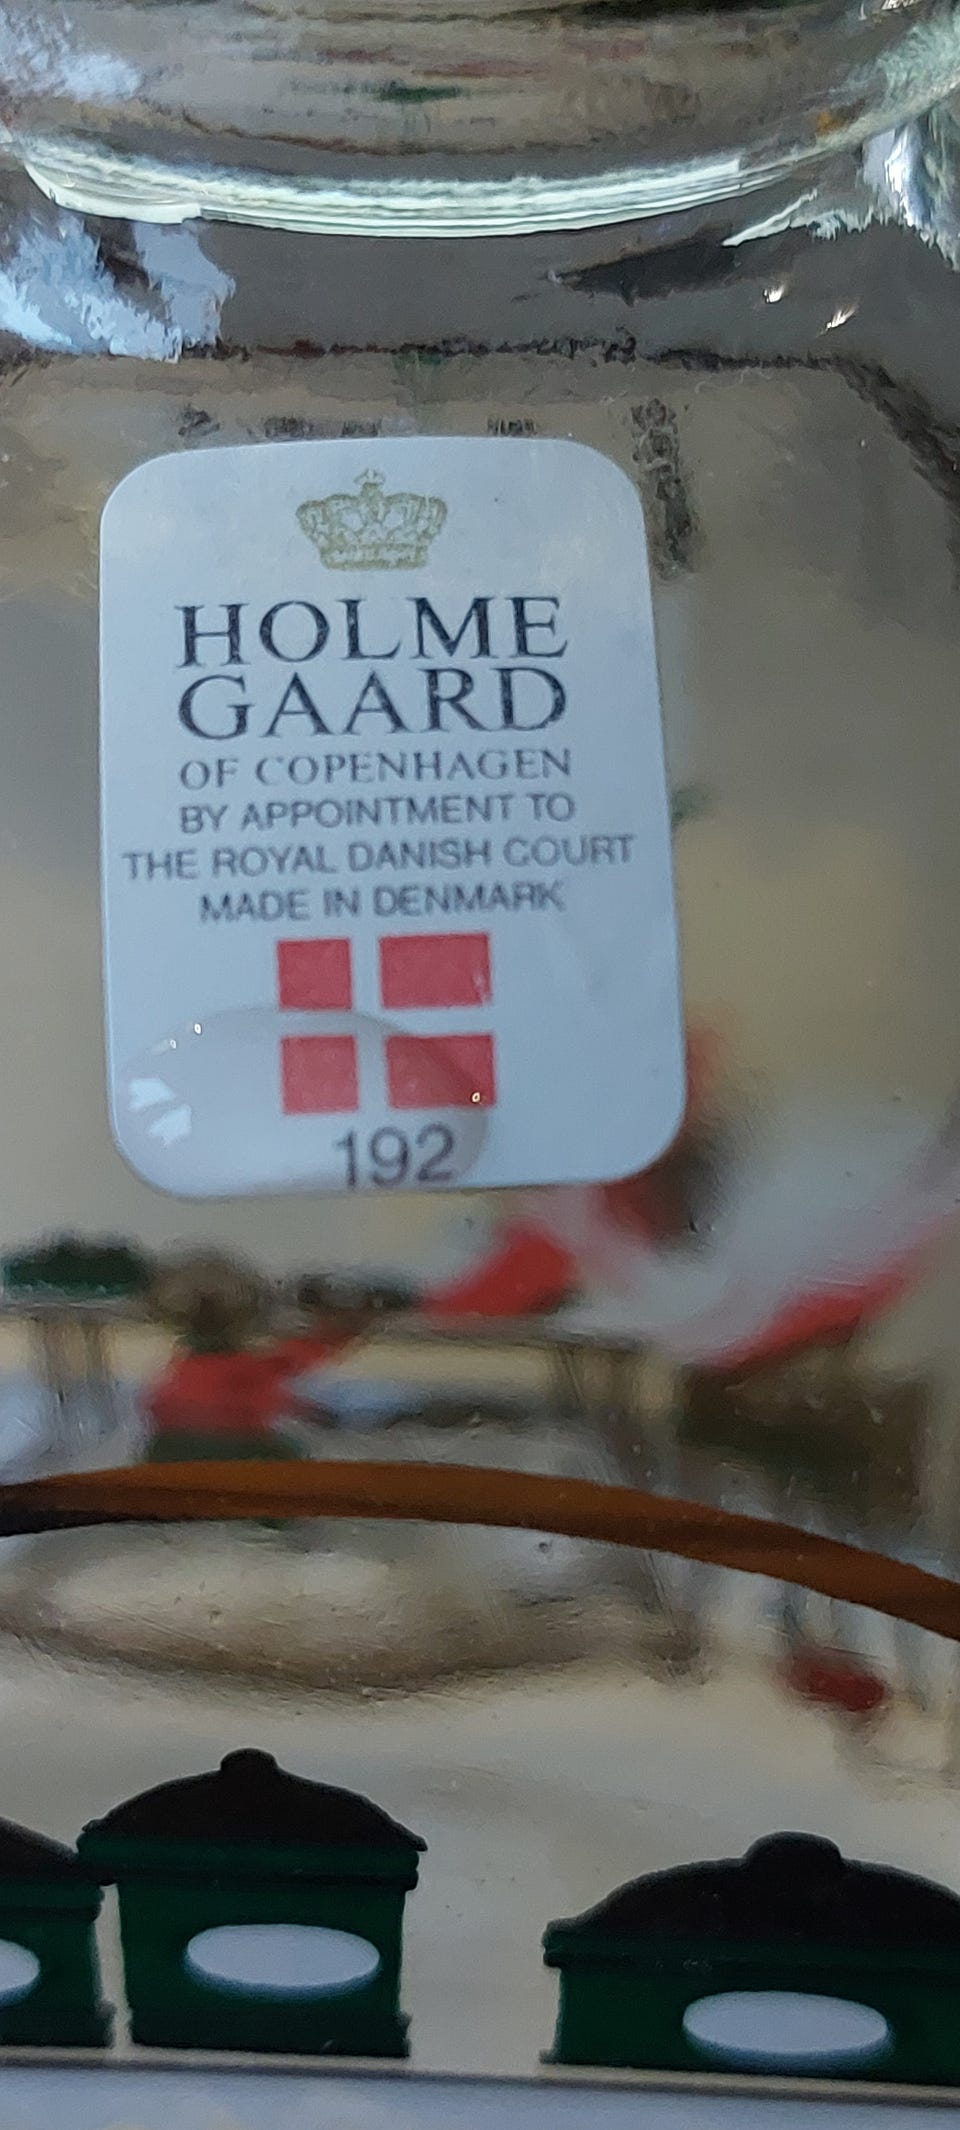 HOLME
GAARD
OF COPENHAGEN
BY APPOINTMENT TO
THE ROYAL DANISH COURT
MADE IN DENMARK
192